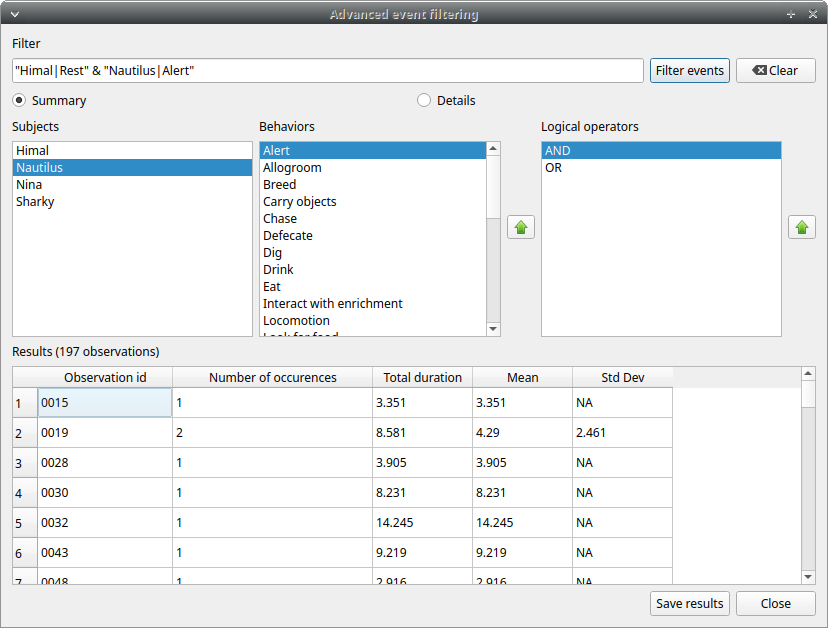 Advanced event filtering
Filter
"Himal|Rest" & "Nautilus|Alert"
Filter events
Clear
Summary
Details
Subjects
Behaviors
Logical operators
Himal
Nautilus
Nina
Sharky
Alert
Allogroom
Breed
Carry objects
Chase
Defecate
Dig
Drink
Eat
Interact with enrichment
Locomotion
Look for food
AND
OR
Results (197 observations)
Observation id Number of occurences Total duration Mean Std Dev
1 0015 1 3.351 3.351 NA
2 0019 2 8.581 4.29 2.461
3 0028 1 3.905 3.905 NA
4 0030 1 8.231 8.231 NA
5 0032 1 14.245 14.245 NA
6 0043 1 9.219 9.219 NA
7 0048 1 2.916 2.916 NA
Save results
Close